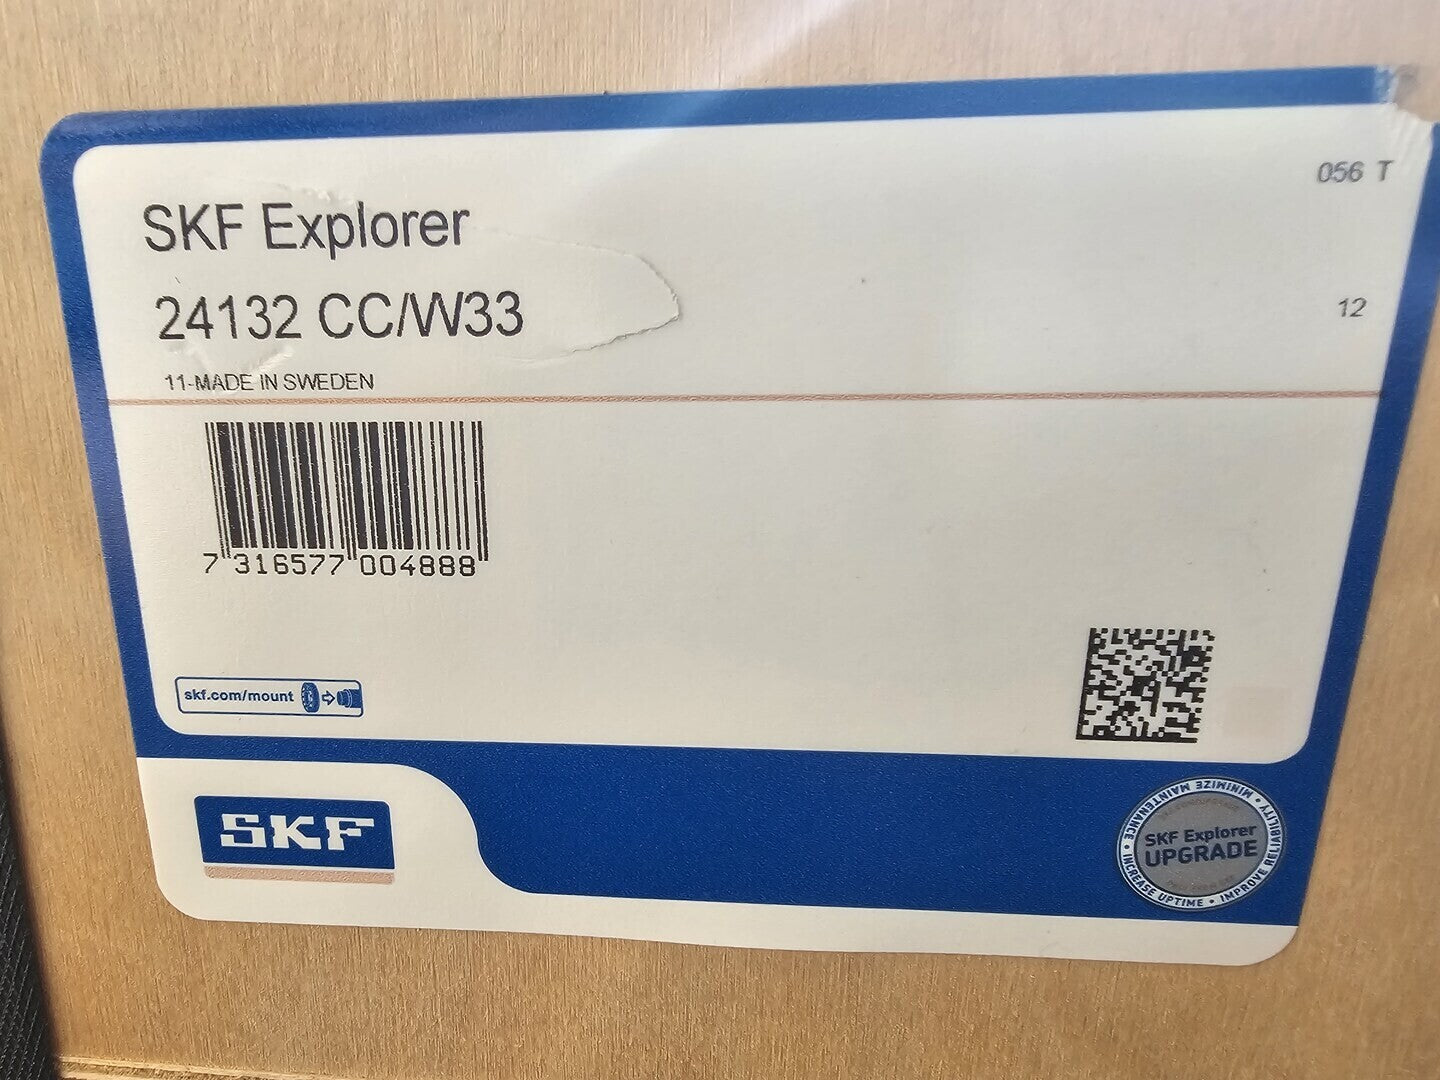 056 T
SKF Explorer
24132 CC/W33
12
11-MADE IN SWEDEN
7 316577 004888
skf.com/mount
SKF
MINIMIZE MAINTENANCE • INCREASE UPTIME • IMPROVE RELIABILITY •
SKF Explorer
UPGRADE